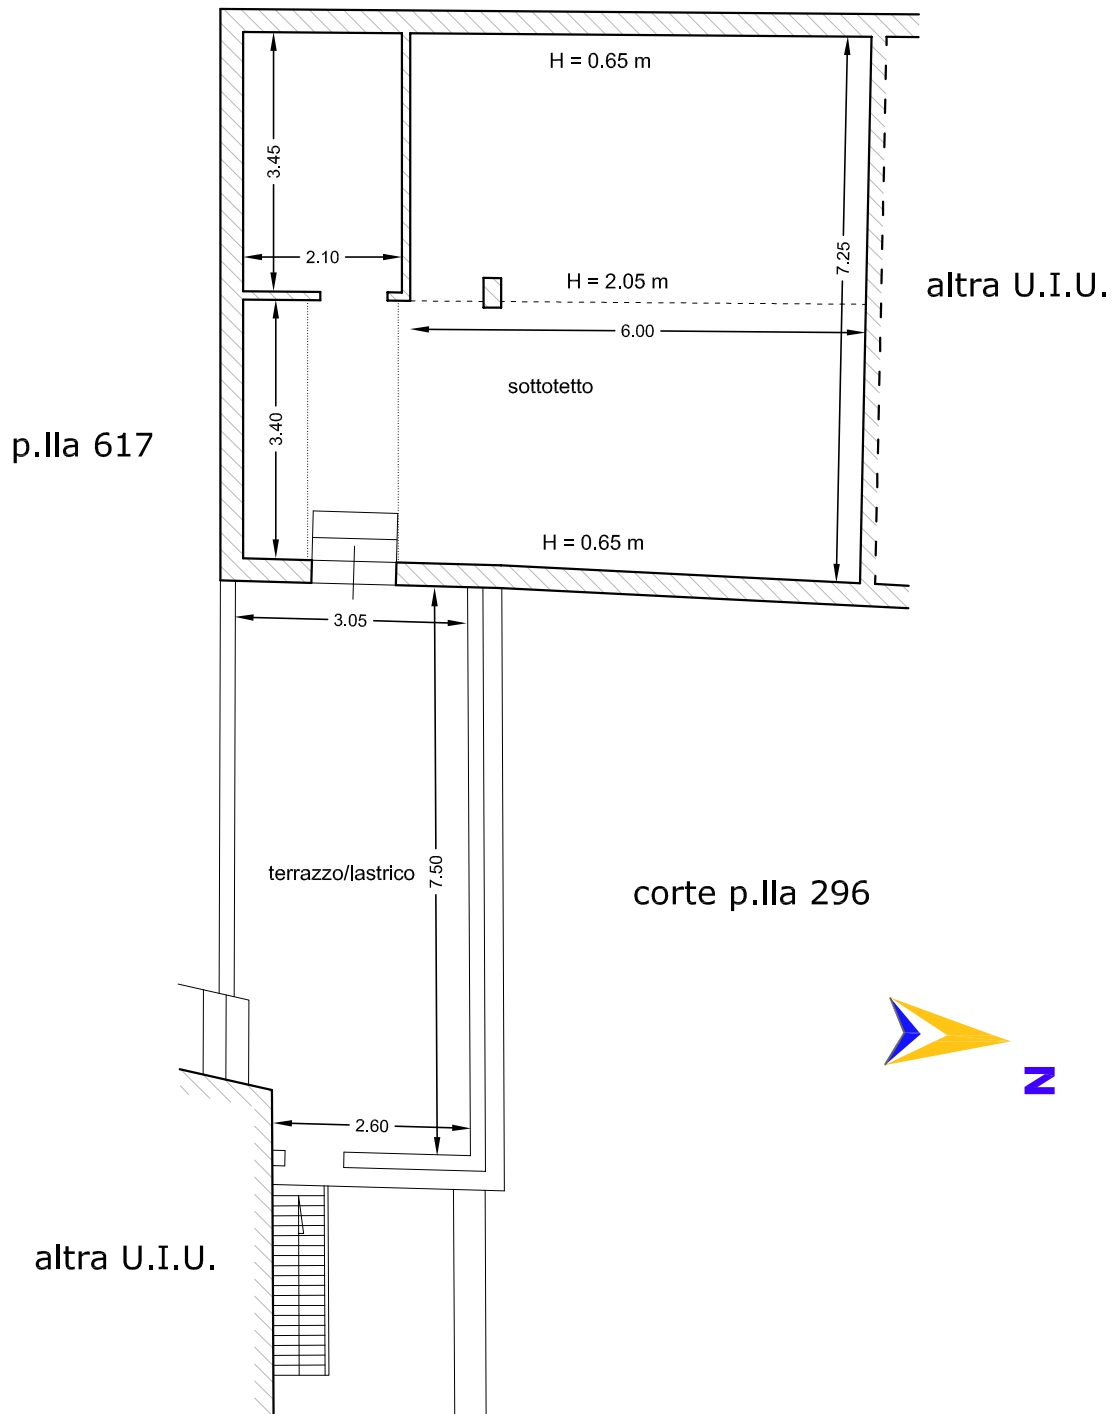 H = 0.65 m
3.45
2.10
H = 2.05 m
7.25
altra U.I.U.
6.00
sottotetto
3.40
p.lla 617
H = 0.65 m
3.05
terrazzo/lastrico
7.50
corte p.lla 296
N
2.60
altra U.I.U.